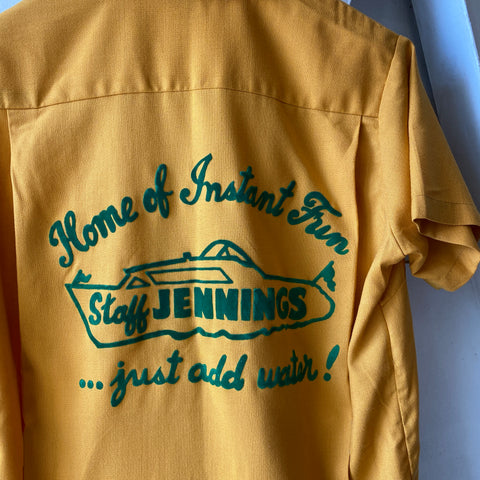 Home of Instant Fun
Staff JENNINGS
...just add water!